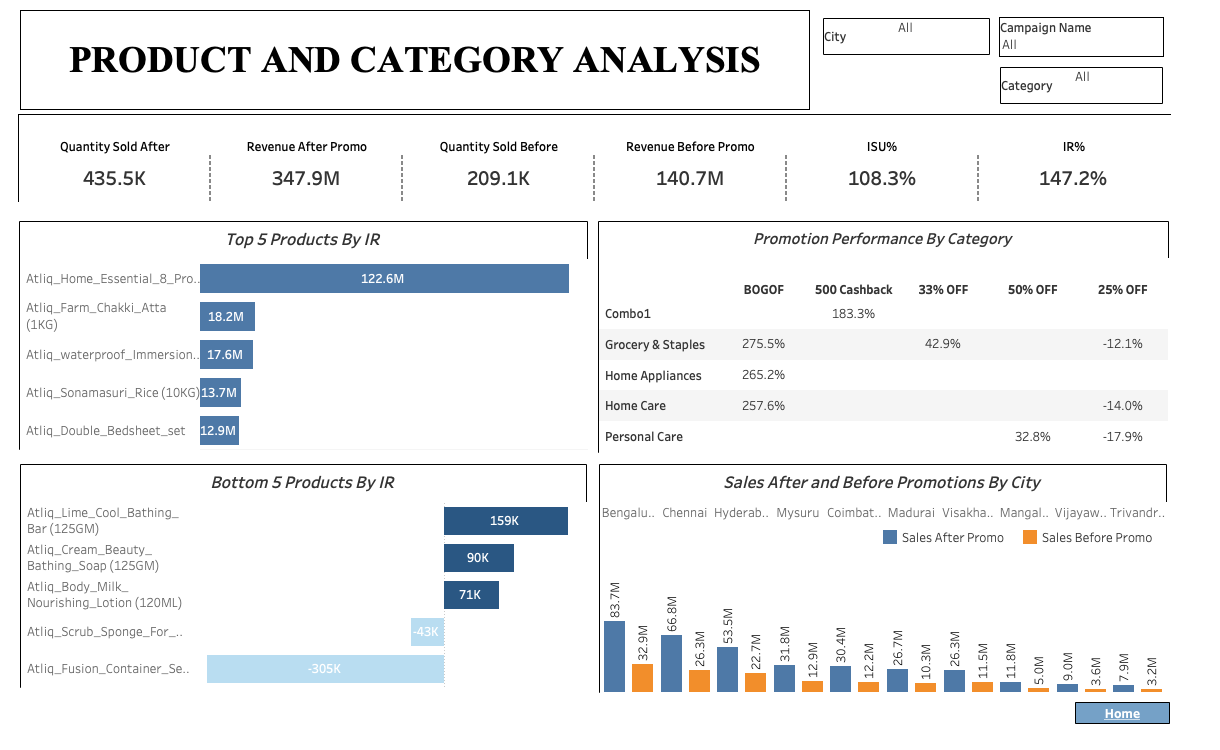 PRODUCT AND CATEGORY ANALYSIS
City
All
Campaign Name
All
Category
All
Quantity Sold After
435.5K
Revenue After Promo
347.9M
Quantity Sold Before
209.1K
Revenue Before Promo
140.7M
ISU%
108.3%
IR%
147.2%
Top 5 Products By IR
Atliq_Home_Essential_8_Pro.. 122.6M
Atliq_Farm_Chakki_Atta
(1KG)
18.2M
Atliq_waterproof_Immersion.. 17.6M
Atliq_Sonamasuri_Rice (10KG) 13.7M
Atliq_Double_Bedsheet_set 12.9M
Promotion Performance By Category
BOGOF 500 Cashback 33% OFF 50% OFF 25% OFF
Combo1 183.3%
Grocery & Staples 275.5% 42.9% -12.1%
Home Appliances 265.2%
Home Care 257.6% -14.0%
Personal Care 32.8% -17.9%
Bottom 5 Products By IR
Atliq_Lime_Cool_Bathing_
Bar (125GM)
159K
Atliq_Cream_Beauty_
Bathing_Soap (125GM)
90K
Atliq_Body_Milk_
Nourishing_Lotion (120ML)
71K
Atliq_Scrub_Sponge_For_.. -43K
Atliq_Fusion_Container_Se.. -305K
Sales After and Before Promotions By City
Bengalu.. Chennai Hyderab.. Mysuru Coimbat.. Madurai Visakha.. Mangal.. Vijayaw.. Trivandr..
Sales After Promo Sales Before Promo
83.7M 32.9M 66.8M 26.3M 53.5M 22.7M 31.8M 12.9M 30.4M 12.2M 26.7M 10.3M 26.3M 11.5M 11.8M 5.0M 9.0M 3.6M 7.9M 3.2M
Home